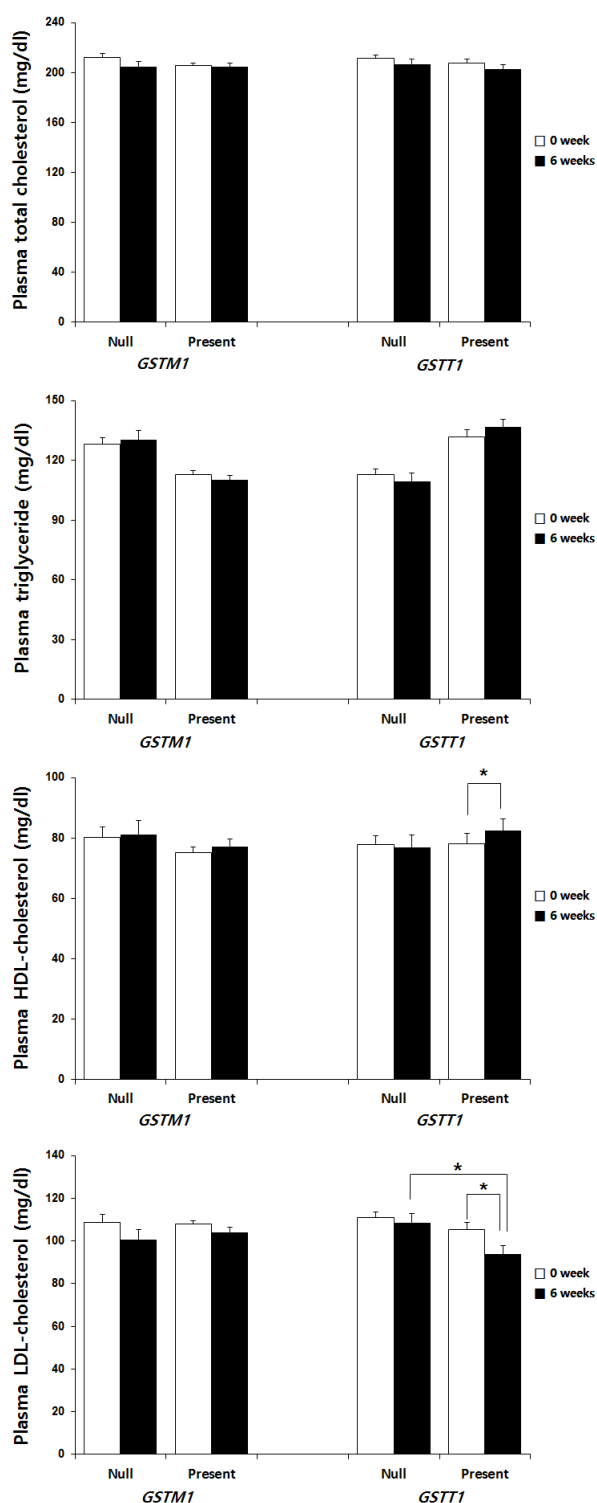 Plasma total cholesterol (mg/dl)
240
200
160
120
80
40
0
Null Present Null Present
GSTM1 GSTT1
□ 0 week
■ 6 weeks
Plasma triglyceride (mg/dl)
150
120
90
60
30
0
Null Present Null Present
GSTM1 GSTT1
□ 0 week
■ 6 weeks
Plasma HDL-cholesterol (mg/dl)
100
80
60
40
20
0
*
Null Present Null Present
GSTM1 GSTT1
□ 0 week
■ 6 weeks
Plasma LDL-cholesterol (mg/dl)
140
120
100
80
60
40
20
0
*
*
Null Present Null Present
GSTM1 GSTT1
□ 0 week
■ 6 weeks